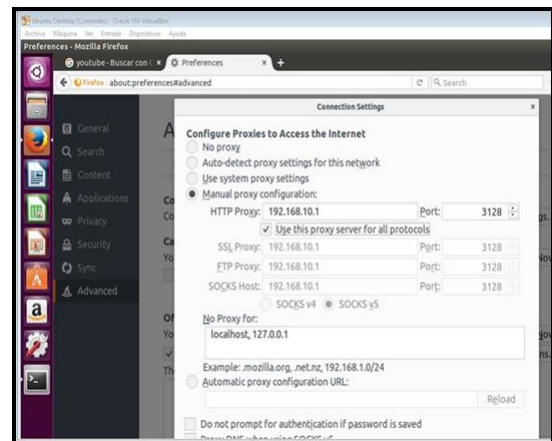 Ubuntu Desktop [Corriendo] - Oracle VM VirtualBox
Archivo Máquina Ver Entrada Dispositivos Ayuda
Preferences - Mozilla Firefox
youtube - Buscar con G
Preferences
Firefox about:preferences#advanced
Search
Connection Settings
General
Search
Content
Applications
Privacy
Security
Sync
Advanced
Configure Proxies to Access the Internet
No proxy
Auto-detect proxy settings for this network
Use system proxy settings
Manual proxy configuration:
HTTP Proxy: 192.168.10.1 Port: 3128
Use this proxy server for all protocols
SSL Proxy: 192.168.10.1 Port: 3128
FTP Proxy: 192.168.10.1 Port: 3128
SOCKS Host: 192.168.10.1 Port: 3128
SOCKS v4 SOCKS v5
No Proxy for:
localhost, 127.0.0.1
Example: .mozilla.org, .net.nz, 192.168.1.0/24
Automatic proxy configuration URL:
Reload
Do not prompt for authentication if password is saved
Proxy DNS when using SOCKS v5